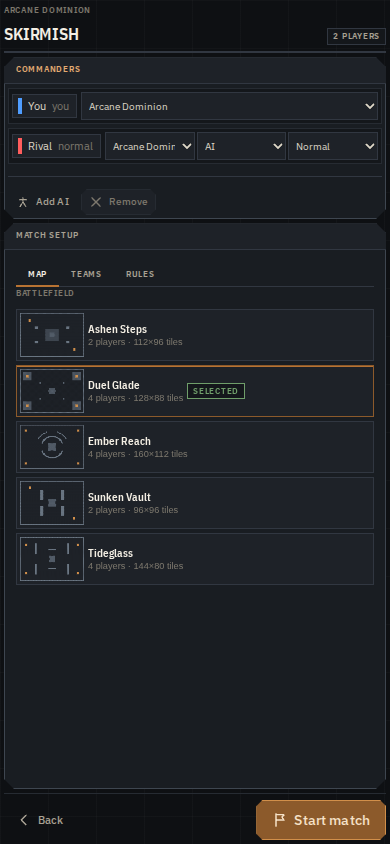 ARCANE DOMINION
SKIRMISH
2 PLAYERS
COMMANDERS
You you Arcane Dominion
Rival normal Arcane Domin AI Normal
Add AI Remove
MATCH SETUP
MAP TEAMS RULES
BATTLEFIELD
Ashen Steps
2 players · 112×96 tiles
Duel Glade
4 players · 128×88 tiles SELECTED
Ember Reach
4 players · 160×112 tiles
Sunken Vault
2 players · 96×96 tiles
Tideglass
4 players · 144×80 tiles
Back Start match